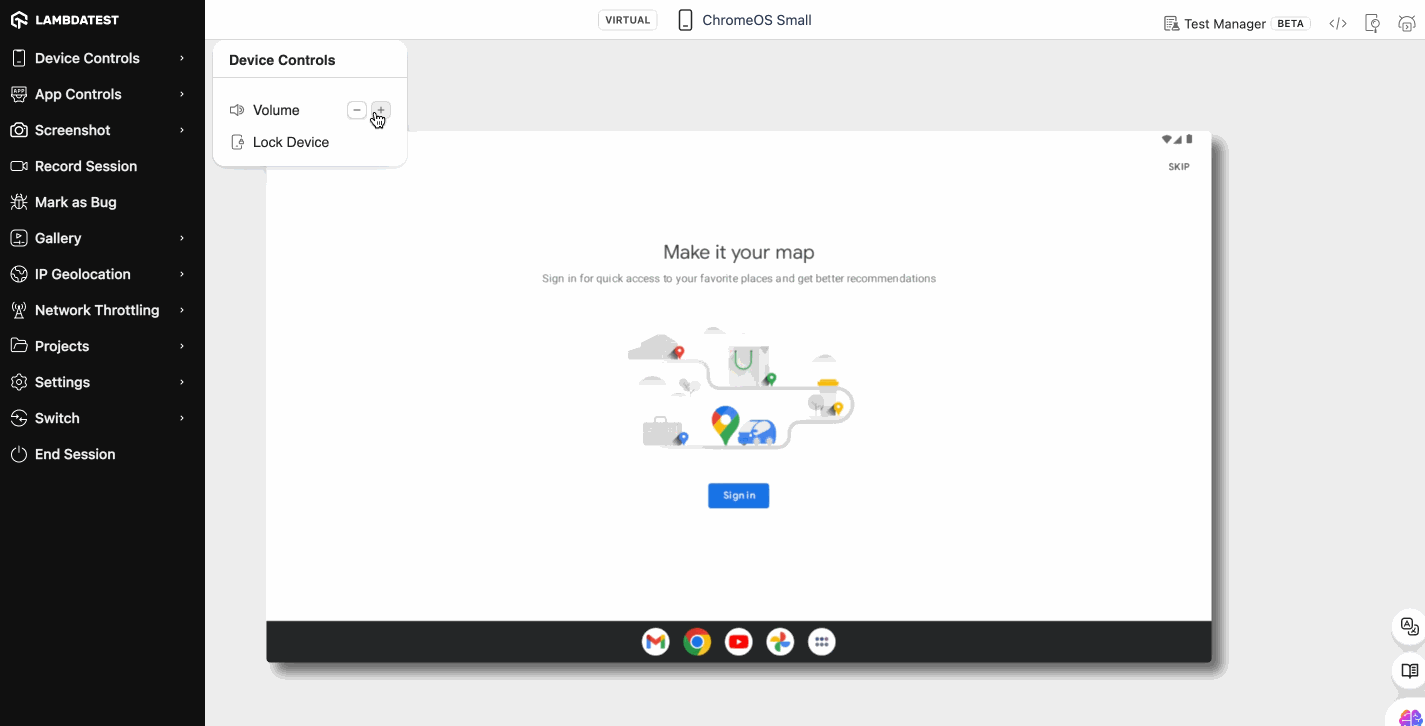 LAMBDATEST
Device Controls
App Controls
Screenshot
Record Session
Mark as Bug
Gallery
IP Geolocation
Network Throttling
Projects
Settings
Switch
End Session
VIRTUAL
ChromeOS Small
Test Manager
BETA
Device Controls
Volume
Lock Device
SKIP
Make it your map
Sign in for quick access to your favorite places and get better recommendations
Sign in